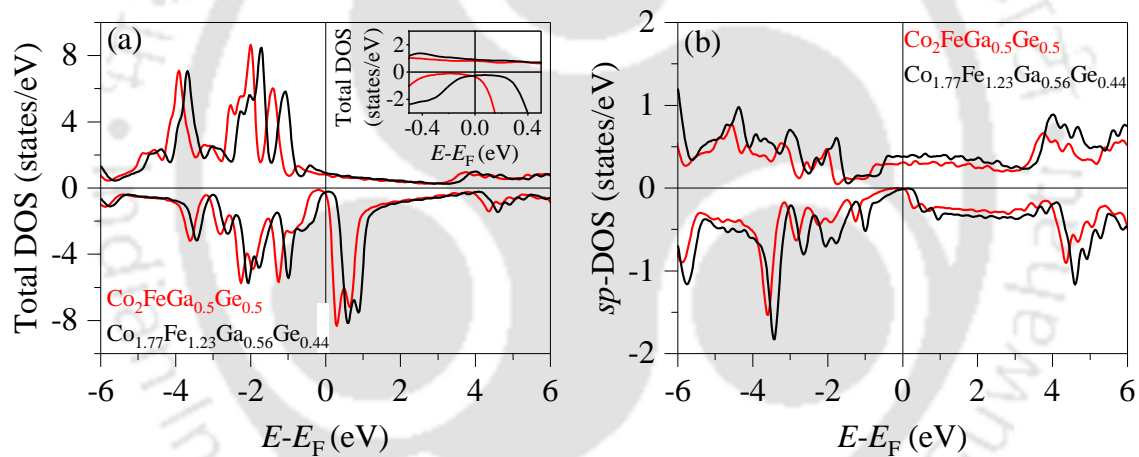 (a)
Total DOS (states/eV)
8
4
0
-4
-8
-6
-4
-2
0
2
4
6
E-E_F (eV)
Co₂FeGa₀.₅Ge₀.₅
Co₁.₇₇Fe₁.₂₃Ga₀.₅₆Ge₀.₄₄
Total DOS
(states/eV)
2
0
-2
-0.4
0.0
0.4
E-E_F (eV)
(b)
sp-DOS (states/eV)
2
1
0
-1
-2
-6
-4
-2
0
2
4
6
E-E_F (eV)
Co₂FeGa₀.₅Ge₀.₅
Co₁.₇₇Fe₁.₂₃Ga₀.₅₆Ge₀.₄₄